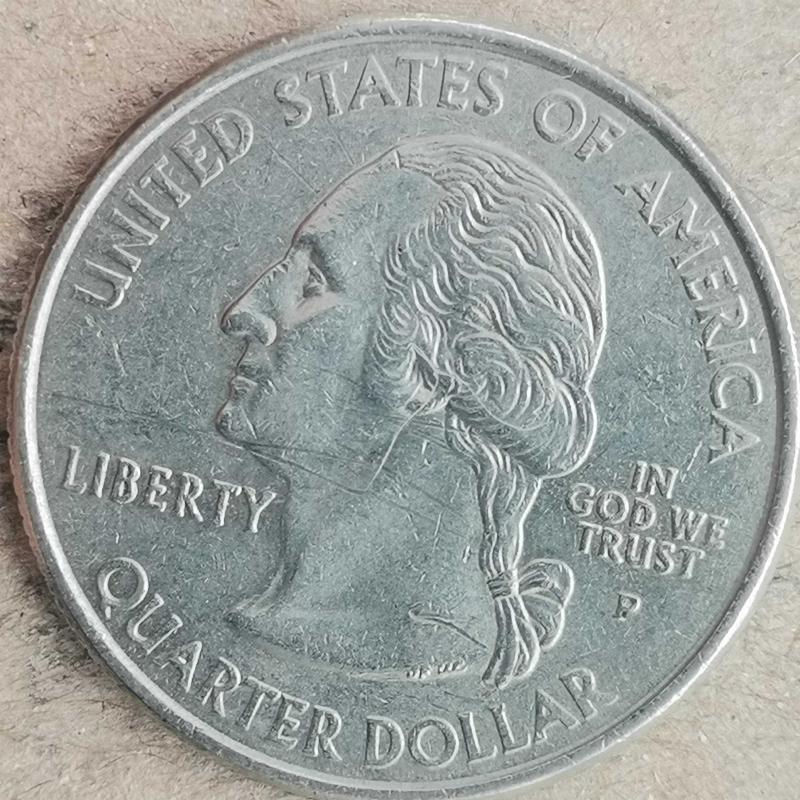 UNITED STATES OF AMERICA
LIBERTY
IN
GOD WE
TRUST
P
QUARTER DOLLAR